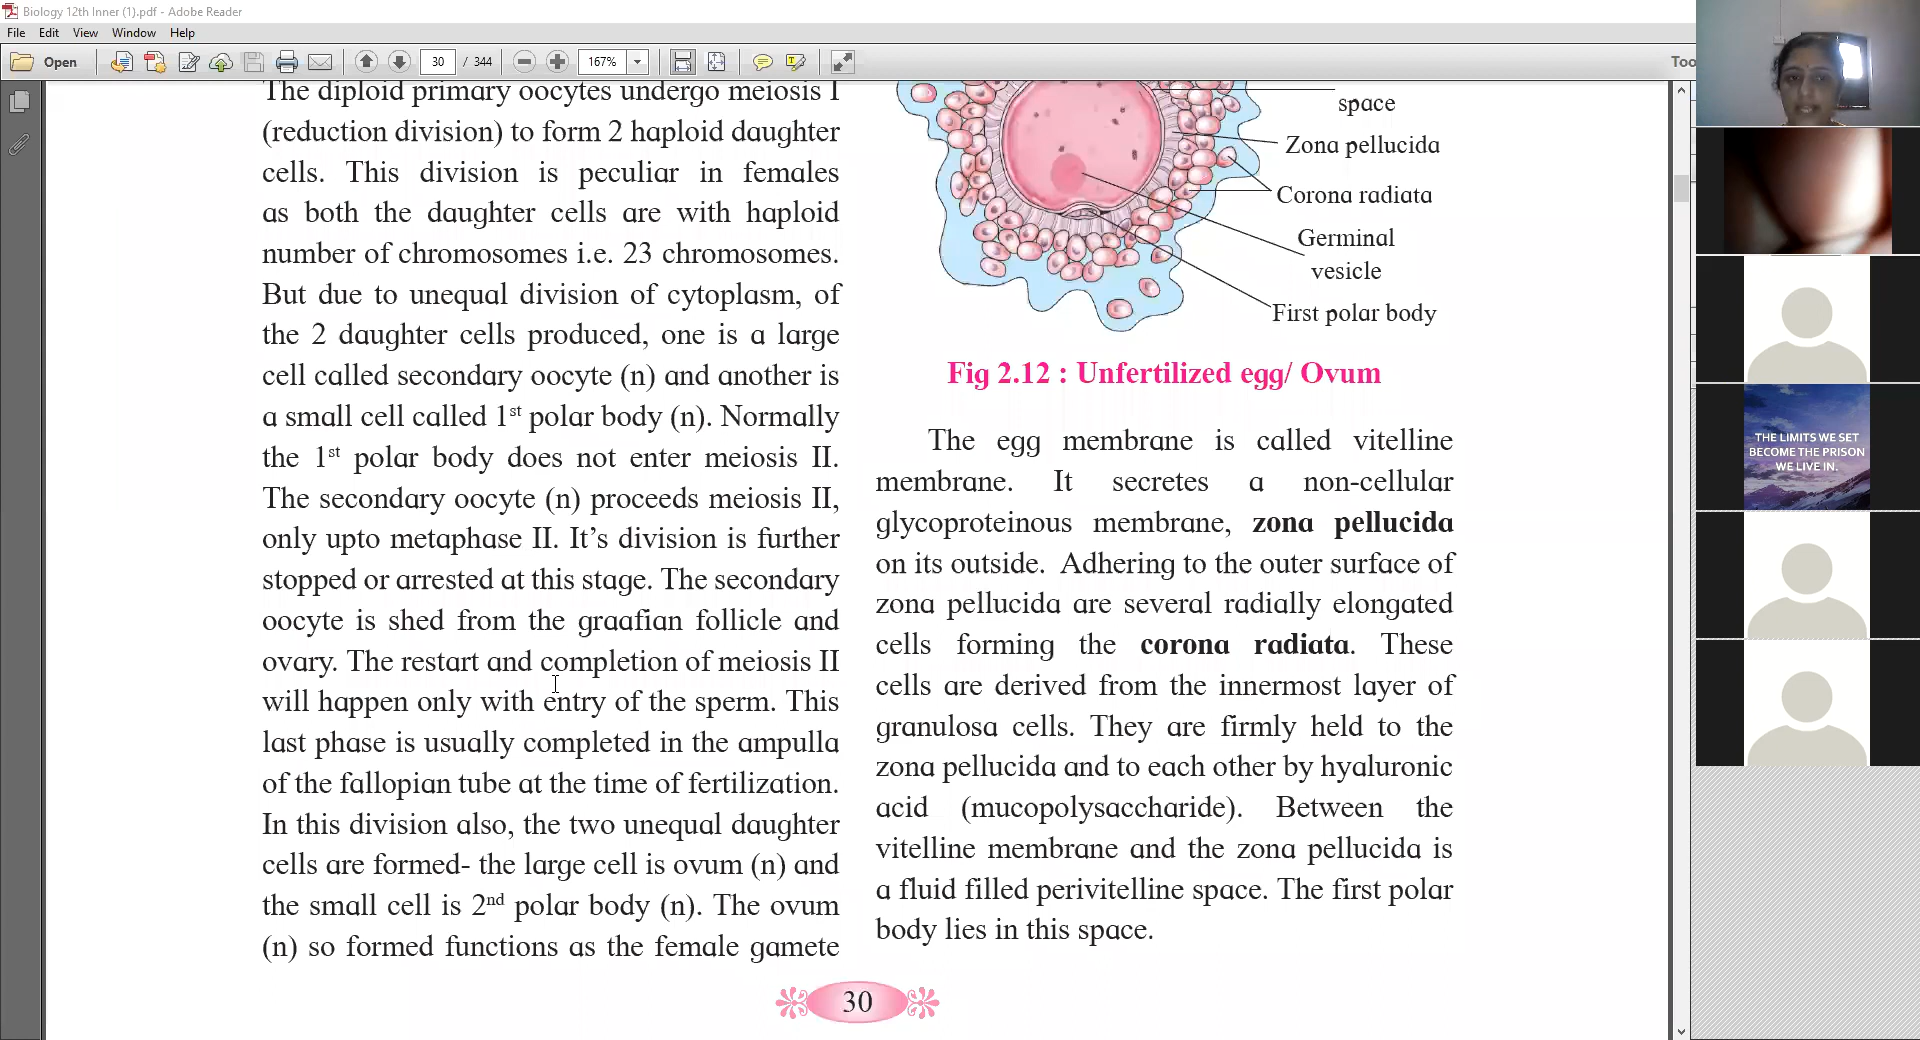 Biology 12th Inner (1).pdf - Adobe Reader
File Edit View Window Help
Open
30 / 344
167%
Too
The diploid primary oocytes undergo meiosis I
(reduction division) to form 2 haploid daughter
cells. This division is peculiar in females
as both the daughter cells are with haploid
number of chromosomes i.e. 23 chromosomes.
But due to unequal division of cytoplasm, of
the 2 daughter cells produced, one is a large
cell called secondary oocyte (n) and another is
a small cell called 1st polar body (n). Normally
the 1st polar body does not enter meiosis II.
The secondary oocyte (n) proceeds meiosis II,
only upto metaphase II. It’s division is further
stopped or arrested at this stage. The secondary
oocyte is shed from the graafian follicle and
ovary. The restart and completion of meiosis II
will happen only with entry of the sperm. This
last phase is usually completed in the ampulla
of the fallopian tube at the time of fertilization.
In this division also, the two unequal daughter
cells are formed- the large cell is ovum (n) and
the small cell is 2nd polar body (n). The ovum
(n) so formed functions as the female gamete
space
Zona pellucida
Corona radiata
Germinal
vesicle
First polar body
Fig 2.12 : Unfertilized egg/ Ovum
The egg membrane is called vitelline
membrane. It secretes a non-cellular
glycoproteinous membrane, zona pellucida
on its outside. Adhering to the outer surface of
zona pellucida are several radially elongated
cells forming the corona radiata. These
cells are derived from the innermost layer of
granulosa cells. They are firmly held to the
zona pellucida and to each other by hyaluronic
acid (mucopolysaccharide). Between the
vitelline membrane and the zona pellucida is
a fluid filled perivitelline space. The first polar
body lies in this space.
30
THE LIMITS WE SET
BECOME THE PRISON
WE LIVE IN.